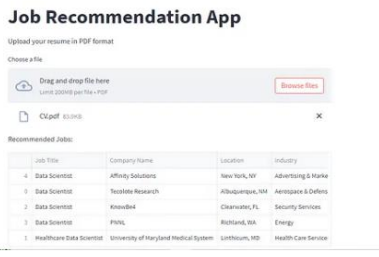 Job Recommendation App
Upload your resume in PDF format
Choose a file
Drag and drop file here
Limit 200MB per file • PDF
Browse files
CV.pdf 83.0KB
Recommended Jobs:
Job Title Company Name Location Industry
4 Data Scientist Affinity Solutions New York, NY Advertising & Marke
Data Scientist Tecolote Research Albuquerque, NM Aerospace & Defens
Data Scientist KnowBe4 Clearwater, FL Security Services
Data Scientist PNNL Richland, WA Energy
1 Healthcare Data Scientist University of Maryland Medical System Linthicum, MD Health Care Service